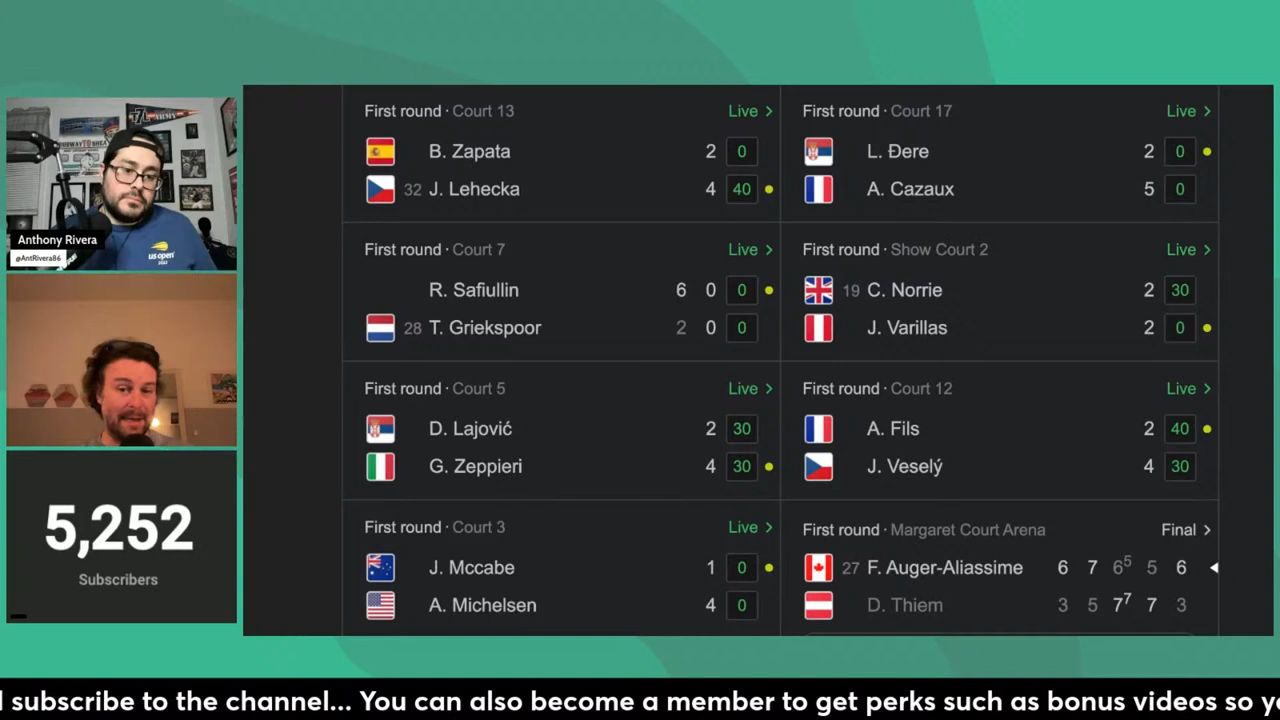 Anthony Rivera
@AntRivera86
us open
5,252
Subscribers
First round · Court 13 Live >
B. Zapata 2 0
32 J. Lehecka 4 40
First round · Court 17 Live >
L. Đere 2 0
A. Cazaux 5 0
First round · Court 7 Live >
R. Safiullin 6 0 0
28 T. Griekspoor 2 0 0
First round · Show Court 2 Live >
19 C. Norrie 2 30
J. Varillas 2 0
First round · Court 5 Live >
D. Lajović 2 30
G. Zeppieri 4 30
First round · Court 12 Live >
A. Fils 2 40
J. Veselý 4 30
First round · Court 3 Live >
J. Mccabe 1 0
A. Michelsen 4 0
First round · Margaret Court Arena Final >
27 F. Auger-Aliassime 6 7 6⁵ 5 6
D. Thiem 3 5 7⁷ 7 3
subscribe to the channel... You can also become a member to get perks such as bonus videos so